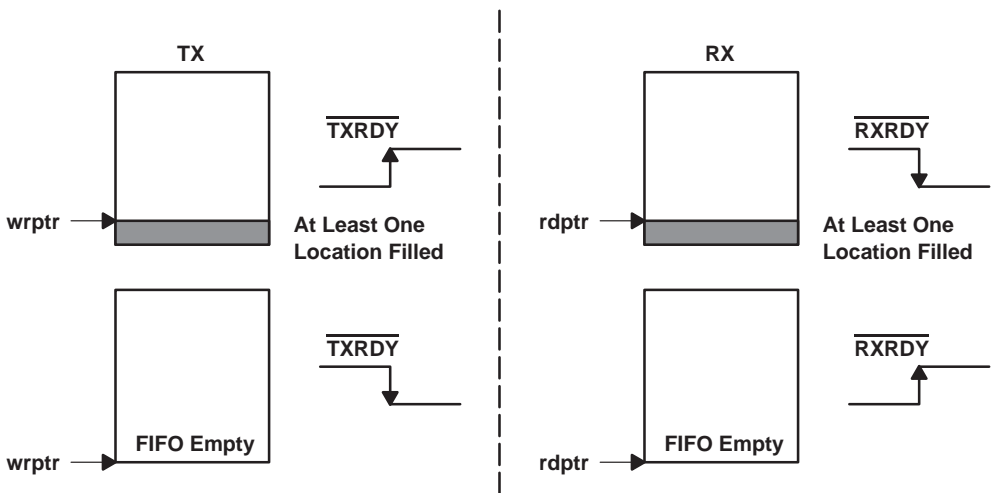 TX
TXRDY
wrptr
At Least One
Location Filled
TXRDY
FIFO Empty
wrptr
RX
RXRDY
rdptr
At Least One
Location Filled
RXRDY
FIFO Empty
rdptr